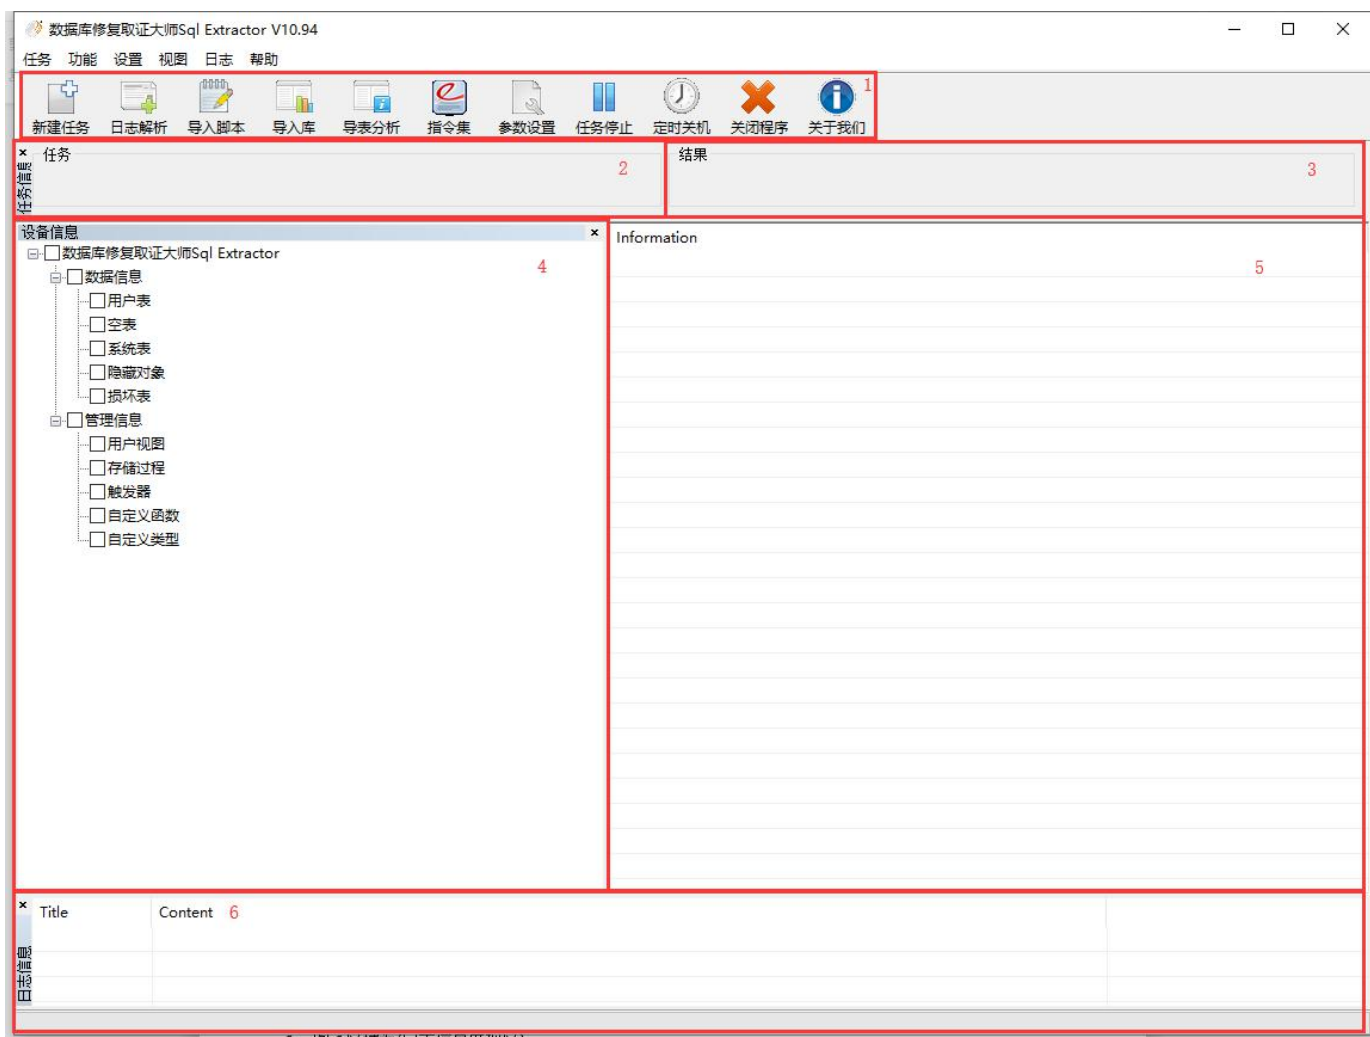 数据库修复取证大师Sql Extractor V10.94
任务 功能 设置 视图 日志 帮助
新建任务 日志解析 导入脚本 导入库 导表分析 指令集 参数设置 任务停止 定时关机 关闭程序 关于我们 1
任务信息
任务 2
结果 3
设备信息
数据库修复取证大师Sql Extractor
4
数据信息
用户表
空表
系统表
隐藏对象
损坏表
管理信息
用户视图
存储过程
触发器
自定义函数
自定义类型
Information
5
Title Content 6
日志信息